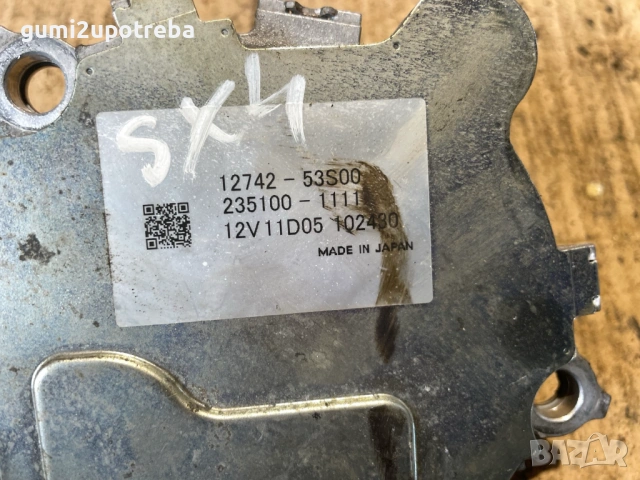 gumi2upotreba
SX4
12742-53S00
235100-1111
12V11D05 102430
MADE IN JAPAN
BAZAR